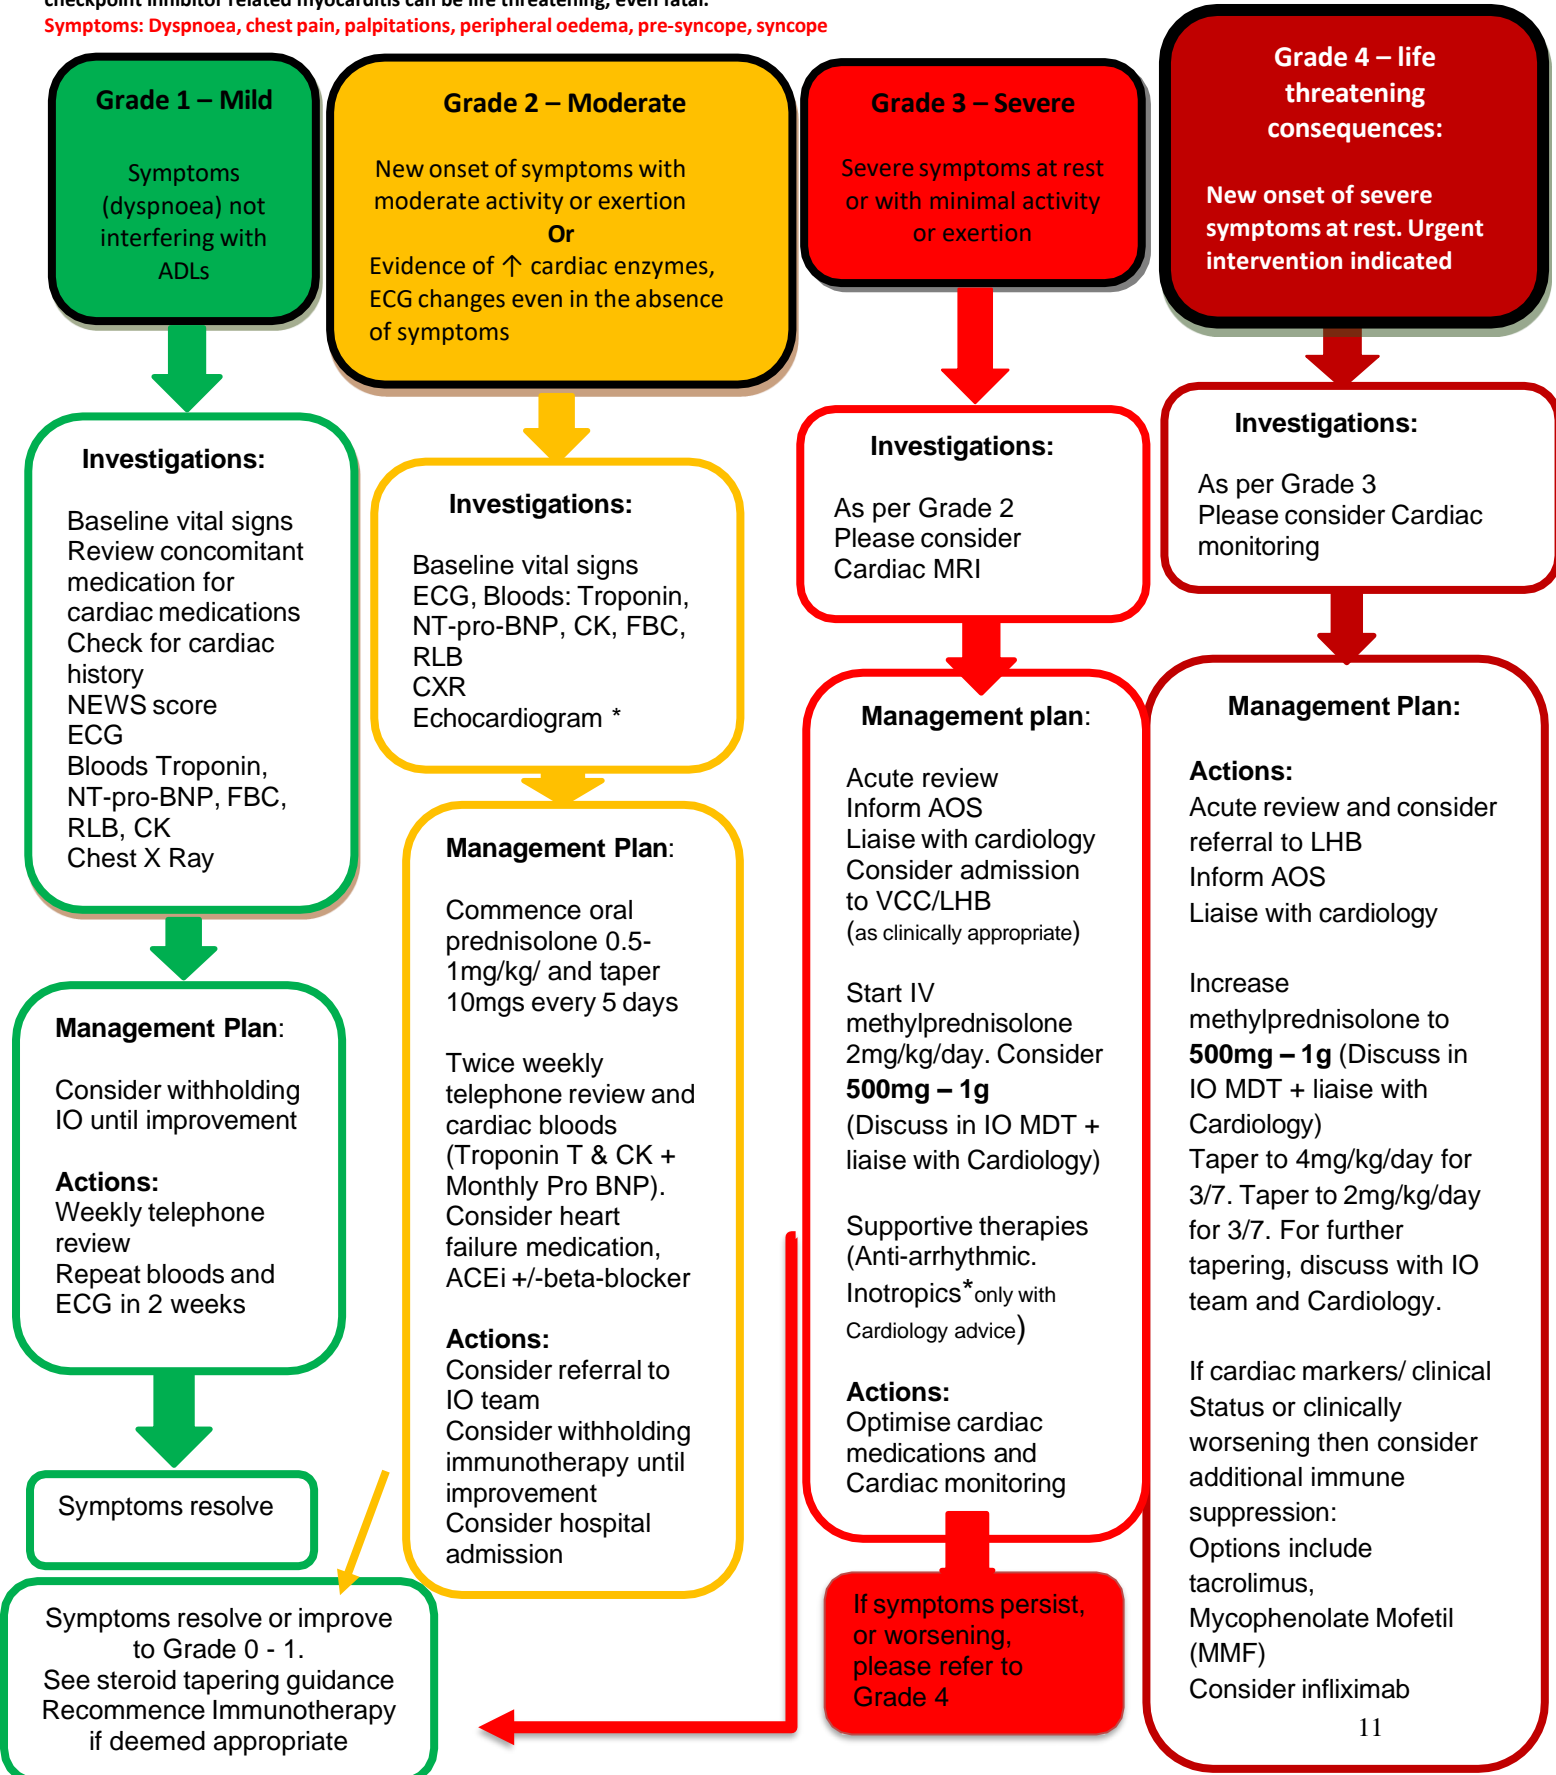 checkpoint inhibitor related myocarditis can be life threatening, even fatal.
Symptoms: Dyspnoea, chest pain, palpitations, peripheral oedema, pre-syncope, syncope
Grade 1 – Mild
Symptoms
(dyspnoea) not
interfering with
ADLs
Investigations:
Baseline vital signs
Review concomitant
medication for
cardiac medications
Check for cardiac
history
NEWS score
ECG
Bloods Troponin,
NT-pro-BNP, FBC,
RLB, CK
Chest X Ray
Management Plan:
Consider withholding
IO until improvement
Actions:
Weekly telephone
review
Repeat bloods and
ECG in 2 weeks
Symptoms resolve
Symptoms resolve or improve
to Grade 0 - 1.
See steroid tapering guidance
Recommence Immunotherapy
if deemed appropriate
Grade 2 – Moderate
New onset of symptoms with
moderate activity or exertion
Or
Evidence of ↑ cardiac enzymes,
ECG changes even in the absence
of symptoms
Investigations:
Baseline vital signs
ECG, Bloods: Troponin,
NT-pro-BNP, CK, FBC,
RLB
CXR
Echocardiogram *
Management Plan:
Commence oral
prednisolone 0.5-
1mg/kg/ and taper
10mgs every 5 days
Twice weekly
telephone review and
cardiac bloods
(Troponin T & CK +
Monthly Pro BNP).
Consider heart
failure medication,
ACEi +/-beta-blocker
Actions:
Consider referral to
IO team
Consider withholding
immunotherapy until
improvement
Consider hospital
admission
Grade 3 – Severe
Severe symptoms at rest
or with minimal activity
or exertion
Investigations:
As per Grade 2
Please consider
Cardiac MRI
Management plan:
Acute review
Inform AOS
Liaise with cardiology
Consider admission
to VCC/LHB
(as clinically appropriate)
Start IV
methylprednisolone
2mg/kg/day. Consider
500mg – 1g
(Discuss in IO MDT +
liaise with Cardiology)
Supportive therapies
(Anti-arrhythmic.
Inotropics*only with
Cardiology advice)
Actions:
Optimise cardiac
medications and
Cardiac monitoring
If symptoms persist,
or worsening,
please refer to
Grade 4
Grade 4 – life
threatening
consequences:
New onset of severe
symptoms at rest. Urgent
intervention indicated
Investigations:
As per Grade 3
Please consider Cardiac
monitoring
Management Plan:
Actions:
Acute review and consider
referral to LHB
Inform AOS
Liaise with cardiology
Increase
methylprednisolone to
500mg – 1g (Discuss in
IO MDT + liaise with
Cardiology)
Taper to 4mg/kg/day for
3/7. Taper to 2mg/kg/day
for 3/7. For further
tapering, discuss with IO
team and Cardiology.
If cardiac markers/ clinical
Status or clinically
worsening then consider
additional immune
suppression:
Options include
tacrolimus,
Mycophenolate Mofetil
(MMF)
Consider infliximab
11